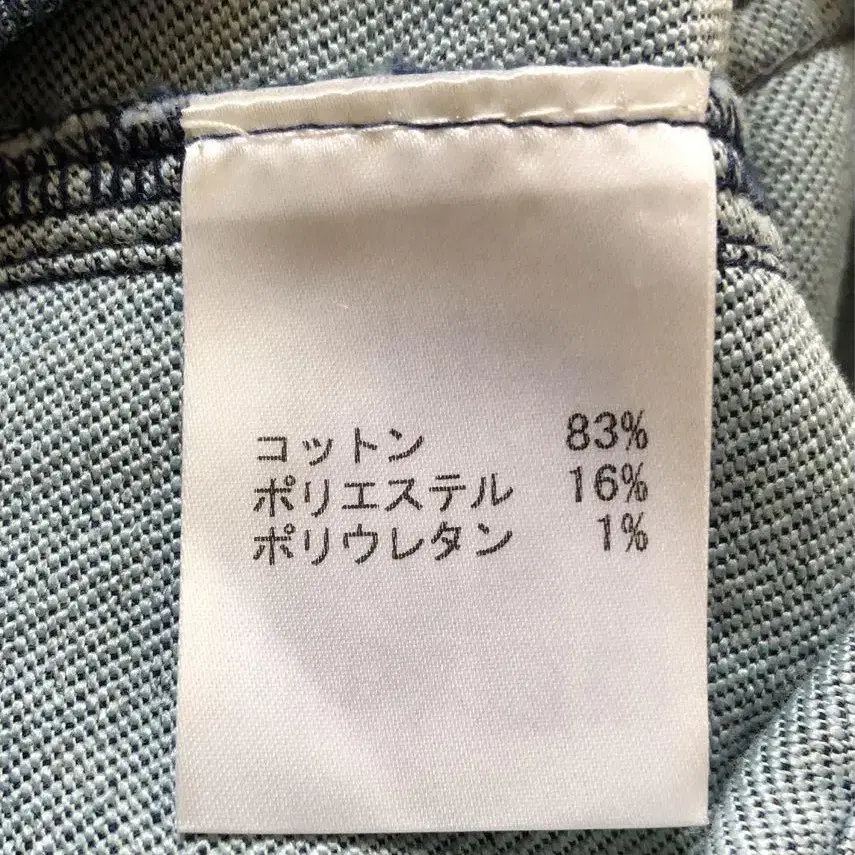 コットン 83%
ポリエステル 16%
ポリウレタン 1%